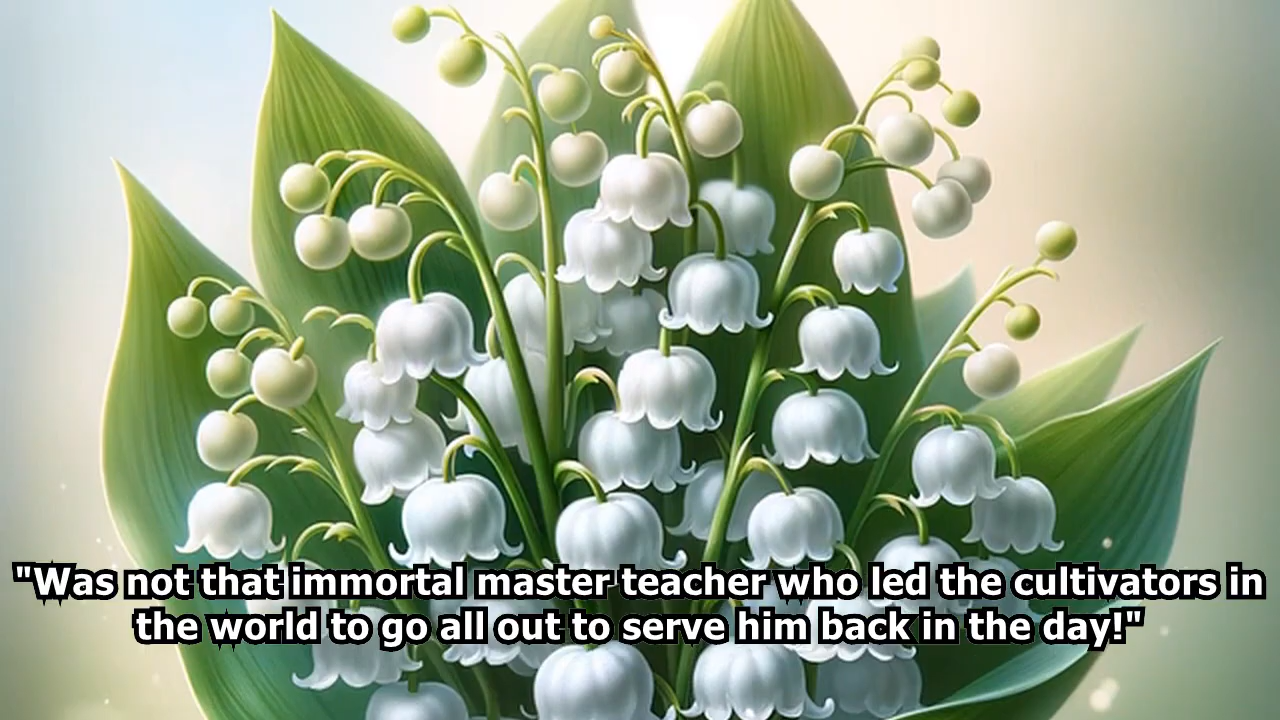 "Was not that immortal master teacher who led the cultivators in
the world to go all out to serve him back in the day!"